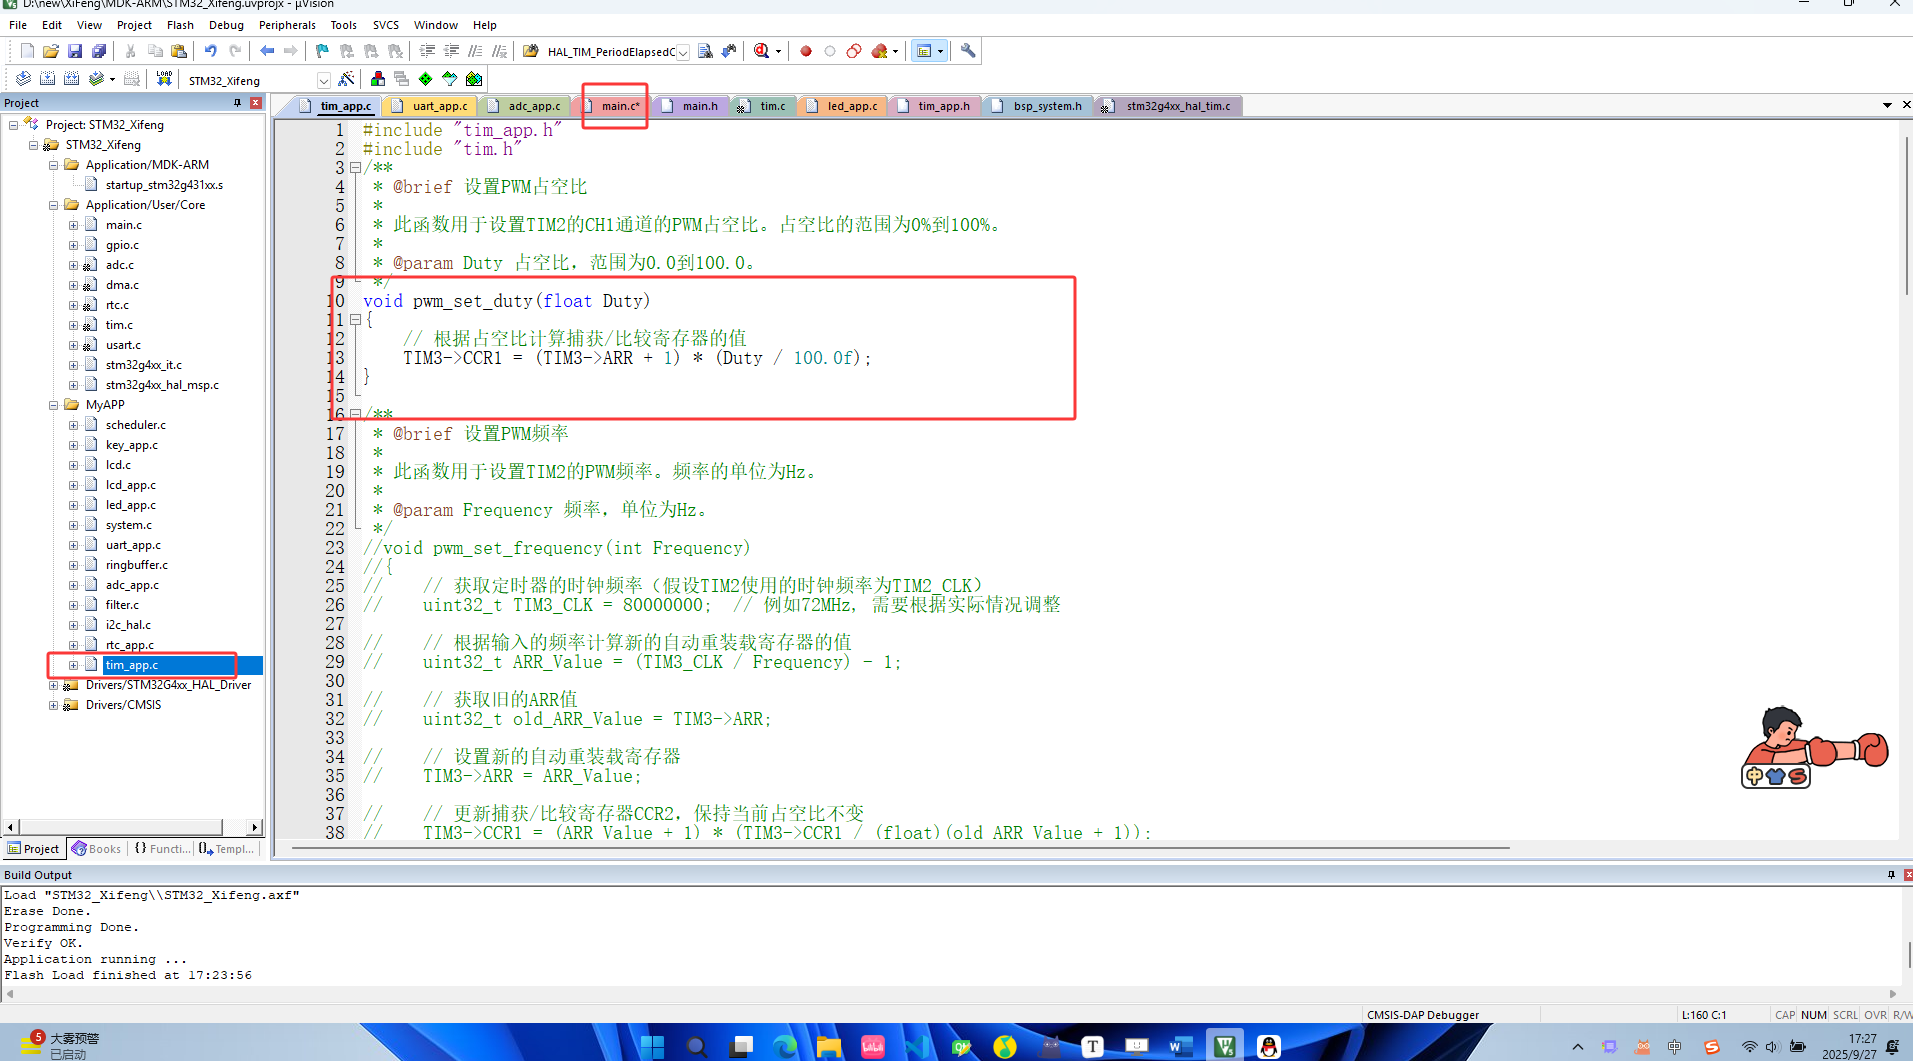 D:\new\XiFeng\MDK-ARM\STM32_Xifeng.uvprojx - µVision
File Edit View Project Flash Debug Peripherals Tools SVCS Window Help
HAL_TIM_PeriodElapsedC
LOAD STM32_Xifeng
Project
tim_app.c uart_app.c adc_app.c main.c* main.h tim.c led_app.c tim_app.h bsp_system.h stm32g4xx_hal_tim.c
Project: STM32_Xifeng
STM32_Xifeng
Application/MDK-ARM
startup_stm32g431xx.s
Application/User/Core
main.c
gpio.c
adc.c
dma.c
rtc.c
tim.c
usart.c
stm32g4xx_it.c
stm32g4xx_hal_msp.c
MyAPP
scheduler.c
key_app.c
lcd.c
lcd_app.c
led_app.c
system.c
uart_app.c
ringbuffer.c
adc_app.c
filter.c
i2c_hal.c
rtc_app.c
tim_app.c
Drivers/STM32G4xx_HAL_Driver
Drivers/CMSIS
Project Books {} Functi... Templ...
1 #include "tim_app.h"
2 #include "tim.h"
3 /**
4 * @brief 设置PWM占空比
5 *
6 * 此函数用于设置TIM2的CH1通道的PWM占空比。占空比的范围为0%到100%。
7 *
8 * @param Duty 占空比，范围为0.0到100.0。
9 */
10 void pwm_set_duty(float Duty)
11 {
12 // 根据占空比计算捕获/比较寄存器的值
13 TIM3->CCR1 = (TIM3->ARR + 1) * (Duty / 100.0f);
14 }
15
16 /**
17 * @brief 设置PWM频率
18 *
19 * 此函数用于设置TIM2的PWM频率。频率的单位为Hz。
20 *
21 * @param Frequency 频率，单位为Hz。
22 */
23 //void pwm_set_frequency(int Frequency)
24 //{
25 // // 获取定时器的时钟频率（假设TIM2使用的时钟频率为TIM2_CLK）
26 // uint32_t TIM3_CLK = 80000000; // 例如72MHz, 需要根据实际情况调整
27
28 // // 根据输入的频率计算新的自动重装载寄存器的值
29 // uint32_t ARR_Value = (TIM3_CLK / Frequency) - 1;
30
31 // // 获取旧的ARR值
32 // uint32_t old_ARR_Value = TIM3->ARR;
33
34 // // 设置新的自动重装载寄存器
35 // TIM3->ARR = ARR_Value;
36
37 // // 更新捕获/比较寄存器CCR2，保持当前占空比不变
38 // TIM3->CCR1 = (ARR_Value + 1) * (TIM3->CCR1 / (float)(old_ARR_Value + 1));
中 S
Build Output
Load "STM32_Xifeng\\STM32_Xifeng.axf"
Erase Done.
Programming Done.
Verify OK.
Application running ...
Flash Load finished at 17:23:56
CMSIS-DAP Debugger L:160 C:1 CAP NUM SCRL OVR R/W
5 大雾预警
已启动
中
17:27
2025/9/27